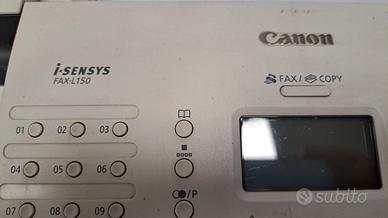 Canon
i-SENSYS
FAX-L150
FAX / COPY
01 02 03
04 05 06
/P
07 08 09
subito